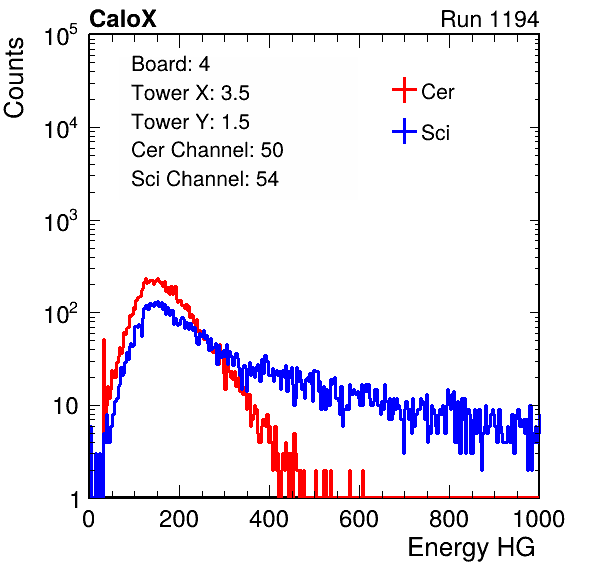 CaloX Run 1194
Counts
Board: 4
Tower X: 3.5
Tower Y: 1.5
Cer Channel: 50
Sci Channel: 54
Cer
Sci
10^5
10^4
10^3
10^2
10
1
0 200 400 600 800 1000
Energy HG